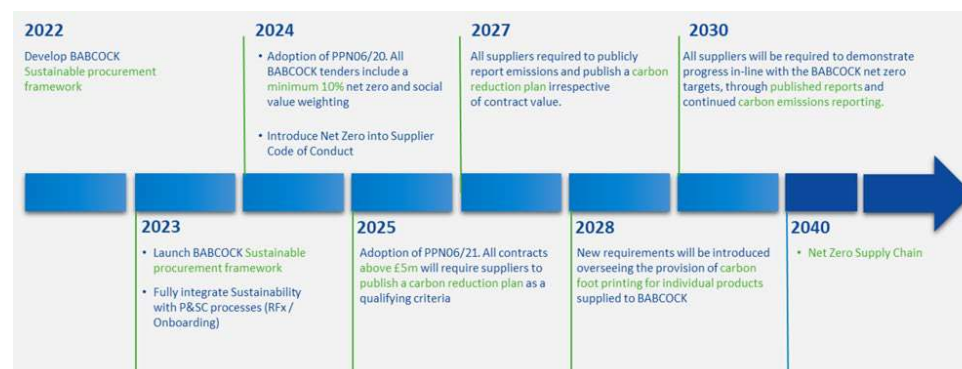 2022
Develop BABCOCK
Sustainable procurement
framework
2024
• Adoption of PPN06/20. All
BABCOCK tenders include a
minimum 10% net zero and social
value weighting
• Introduce Net Zero into Supplier
Code of Conduct
2027
All suppliers required to publicly
report emissions and publish a carbon
reduction plan irrespective
of contract value.
2030
All suppliers will be required to demonstrate
progress in-line with the BABCOCK net zero
targets, through published reports and
continued carbon emissions reporting.
2023
• Launch BABCOCK Sustainable
procurement framework
• Fully integrate Sustainability
with P&SC processes (RFx /
Onboarding)
2025
Adoption of PPN06/21. All contracts
above £5m will require suppliers to
publish a carbon reduction plan as a
qualifying criteria
2028
New requirements will be introduced
overseeing the provision of carbon
foot printing for individual products
supplied to BABCOCK
2040
• Net Zero Supply Chain